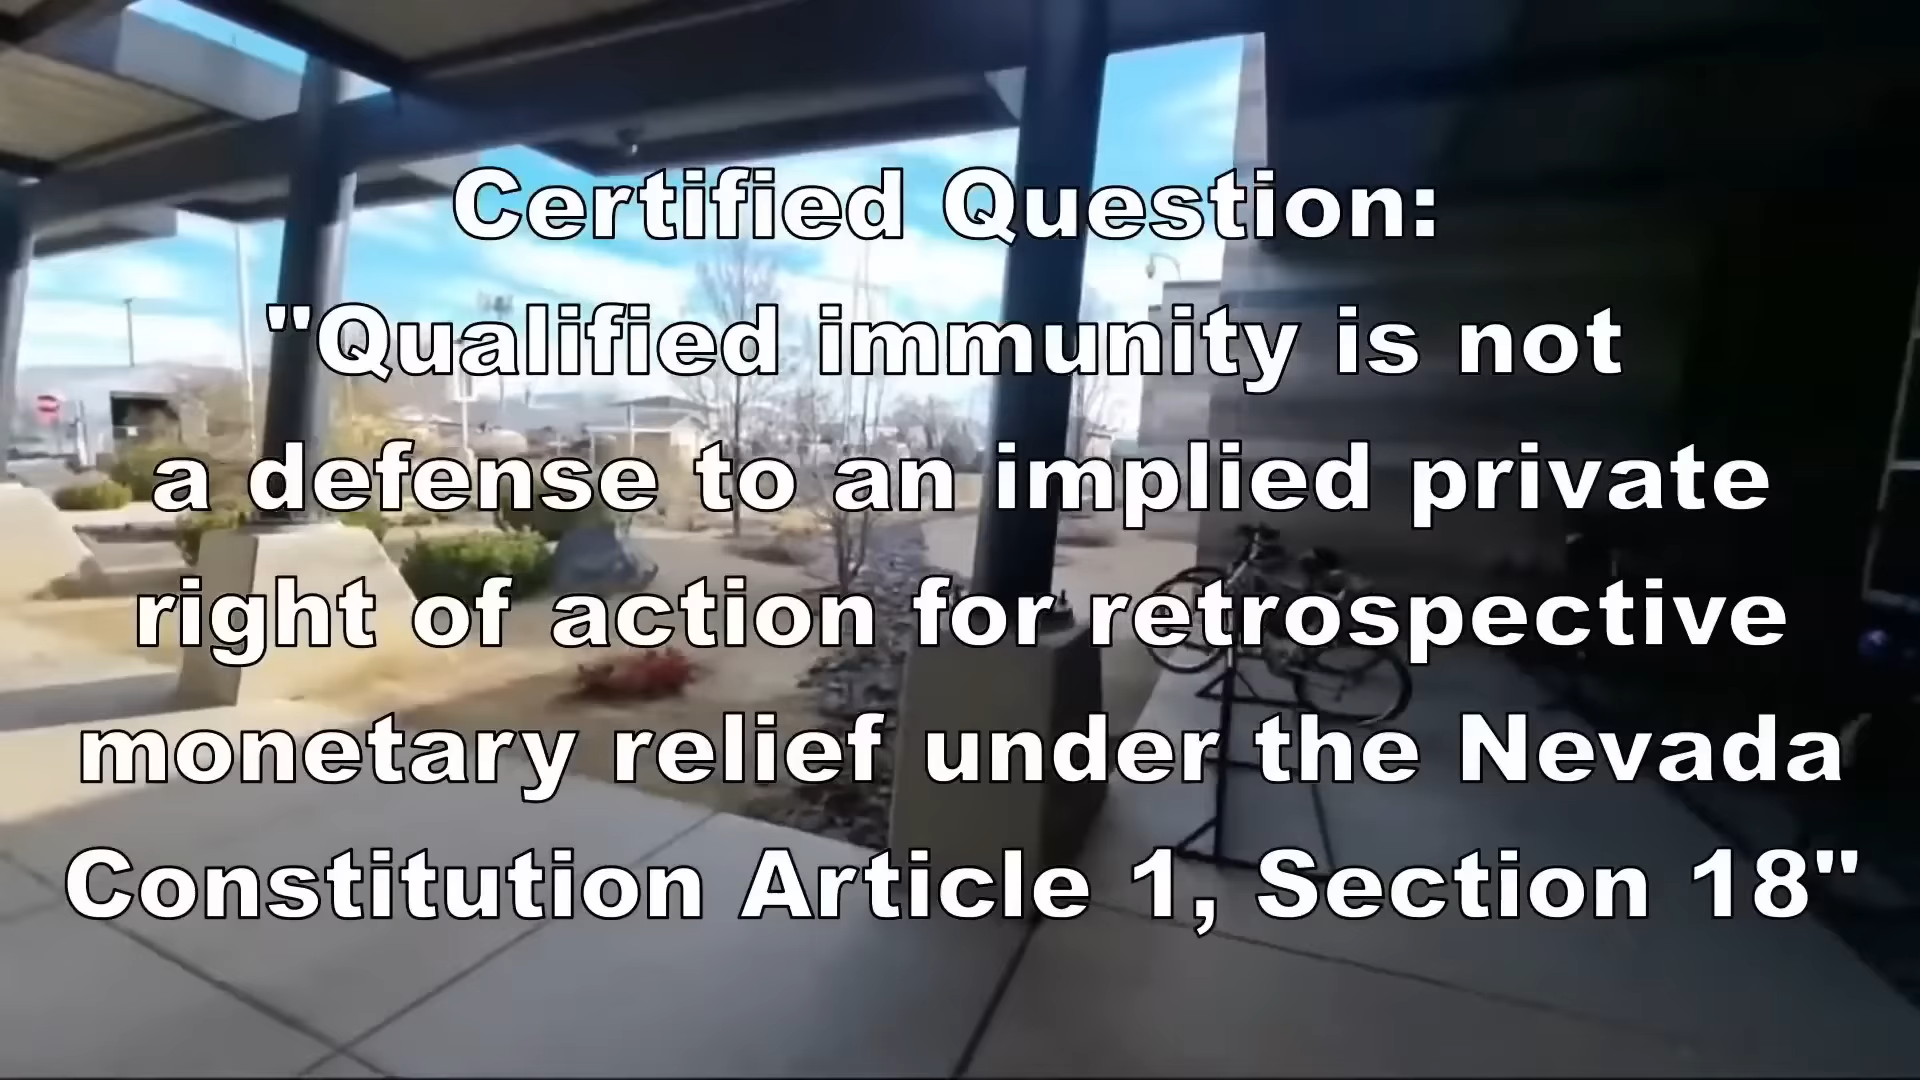 Certified Question:
"Qualified immunity is not
a defense to an implied private
right of action for retrospective
monetary relief under the Nevada
Constitution Article 1, Section 18"